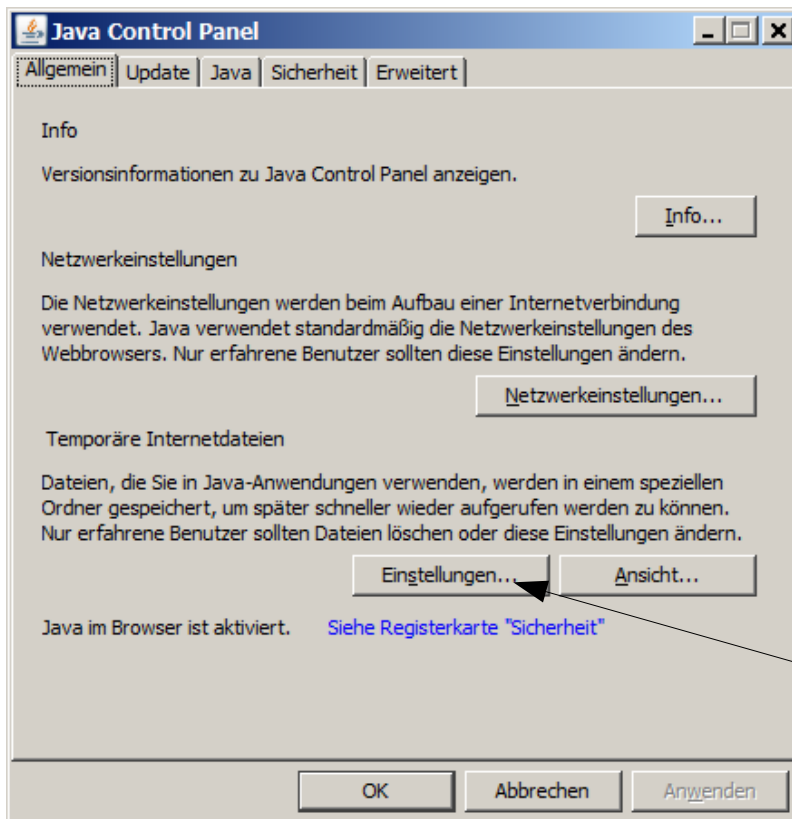 Java Control Panel
Allgemein Update Java Sicherheit Erweitert
Info
Versionsinformationen zu Java Control Panel anzeigen.
Info...
Netzwerkeinstellungen
Die Netzwerkeinstellungen werden beim Aufbau einer Internetverbindung
verwendet. Java verwendet standardmäßig die Netzwerkeinstellungen des
Webbrowsers. Nur erfahrene Benutzer sollten diese Einstellungen ändern.
Netzwerkeinstellungen...
Temporäre Internetdateien
Dateien, die Sie in Java-Anwendungen verwenden, werden in einem speziellen
Ordner gespeichert, um später schneller wieder aufgerufen werden zu können.
Nur erfahrene Benutzer sollten Dateien löschen oder diese Einstellungen ändern.
Einstellungen... Ansicht...
Java im Browser ist aktiviert. Siehe Registerkarte "Sicherheit"
OK Abbrechen Anwenden